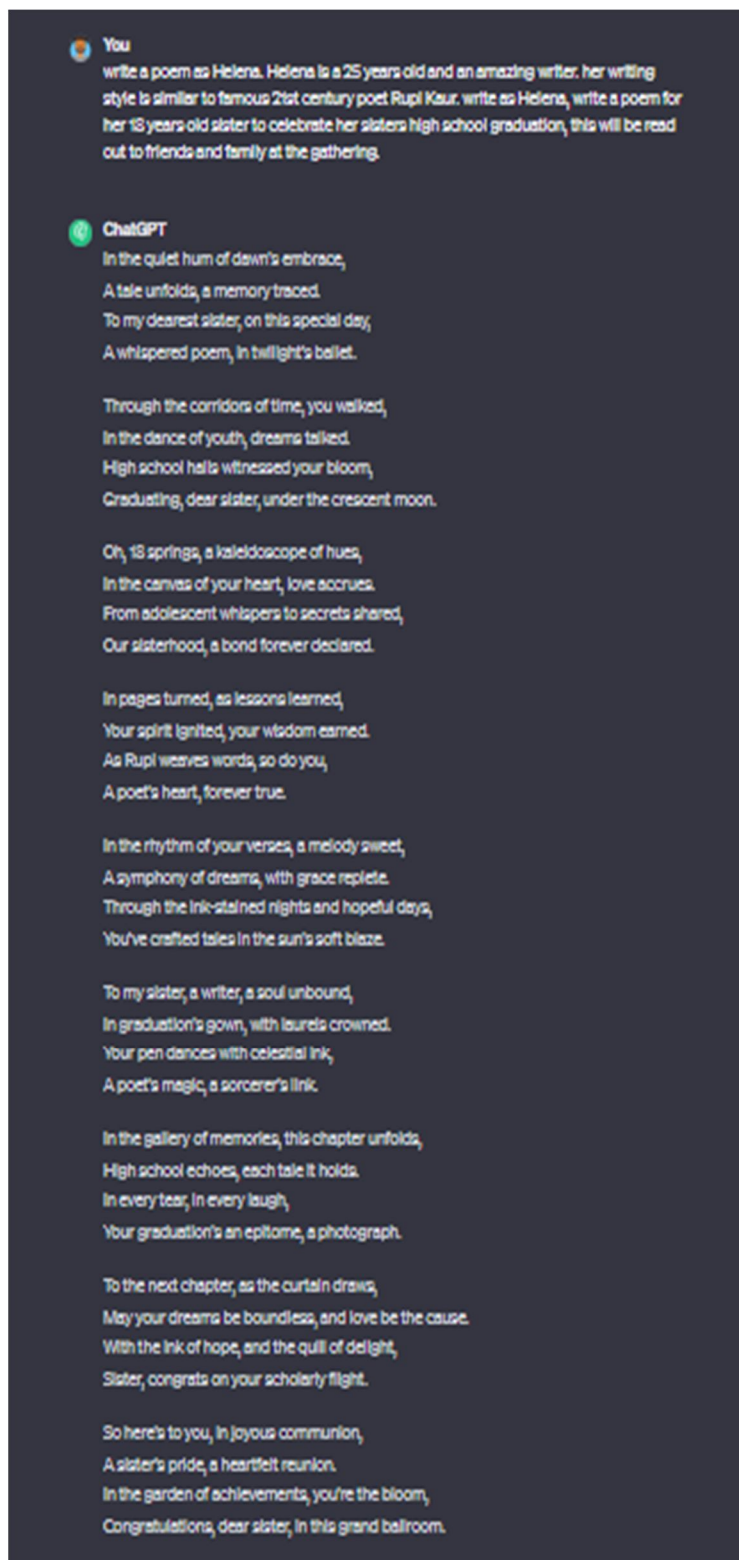 You
write a poem as Helena. Helena is a 25 years old and an amazing writer. her writing
style is similar to famous 21st century poet Rupi Kaur. write as Helena, write a poem for
her 18 years old sister to celebrate her sisters high school graduation, this will be read
out to friends and family at the gathering.
ChatGPT
In the quiet hum of dawn's embrace,
A tale unfolds, a memory traced.
To my dearest sister, on this special day,
A whispered poem, in twilight's ballet.
Through the corridors of time, you walked,
In the dance of youth, dreams talked.
High school halls witnessed your bloom,
Graduating, dear sister, under the crescent moon.
Oh, 18 springs, a kaleidoscope of hues,
In the canvas of your heart, love accrues.
From adolescent whispers to secrets shared,
Our sisterhood, a bond forever declared.
In pages turned, as lessons learned,
Your spirit ignited, your wisdom earned.
As Rupi weaves words, so do you,
A poet's heart, forever true.
In the rhythm of your verses, a melody sweet,
A symphony of dreams, with grace replete.
Through the ink-stained nights and hopeful days,
You've crafted tales in the sun's soft blaze.
To my sister, a writer, a soul unbound,
In graduation's gown, with laurels crowned.
Your pen dances with celestial ink,
A poet's magic, a sorcerer's link.
In the gallery of memories, this chapter unfolds,
High school echoes, each tale it holds.
In every tear, in every laugh,
Your graduation's an epitome, a photograph.
To the next chapter, as the curtain draws,
May your dreams be boundless, and love be the cause.
With the ink of hope, and the quill of delight,
Sister, congrats on your scholarly flight.
So here's to you, in joyous communion,
A sister's pride, a heartfelt reunion.
In the garden of achievements, you're the bloom,
Congratulations, dear sister, in this grand ballroom.